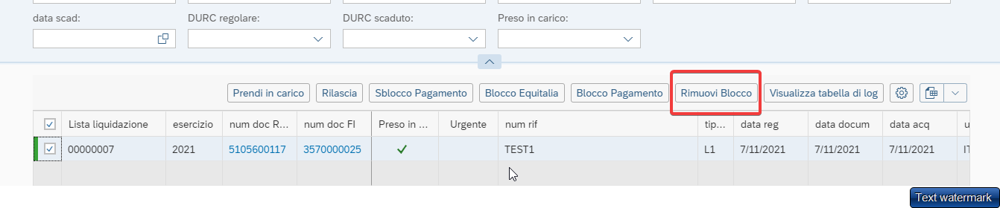 data scad:
DURC regolare:
DURC scaduto:
Preso in carico:
Prendi in carico
Rilascia
Sblocco Pagamento
Blocco Equitalia
Blocco Pagamento
Rimuovi Blocco
Visualizza tabella di log
Lista liquidazione esercizio num doc R... num doc FI Preso in ... Urgente num rif tip... data reg data docum data acq
00000007 2021 5105600117 3570000025 TEST1 L1 7/11/2021 7/11/2021 7/11/2021
Text watermark